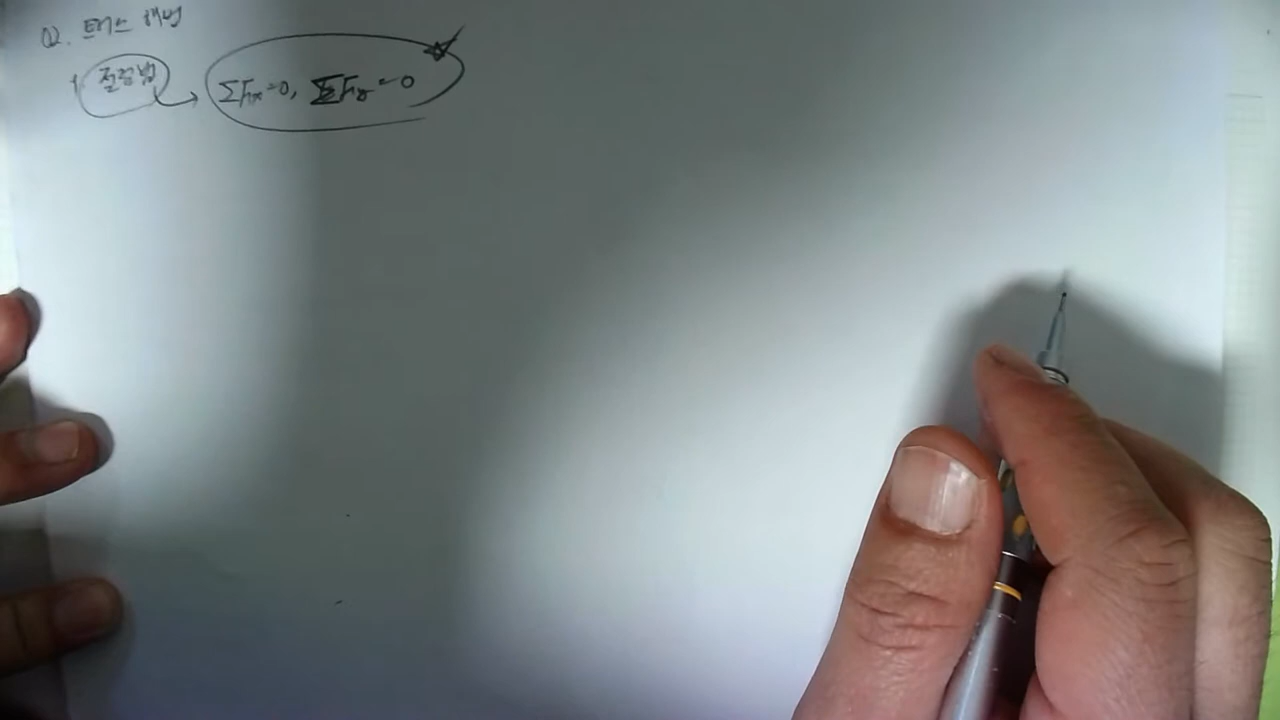 Q. 트러스 해법
1. 절점법 → ΣFx=0, ΣFy=0